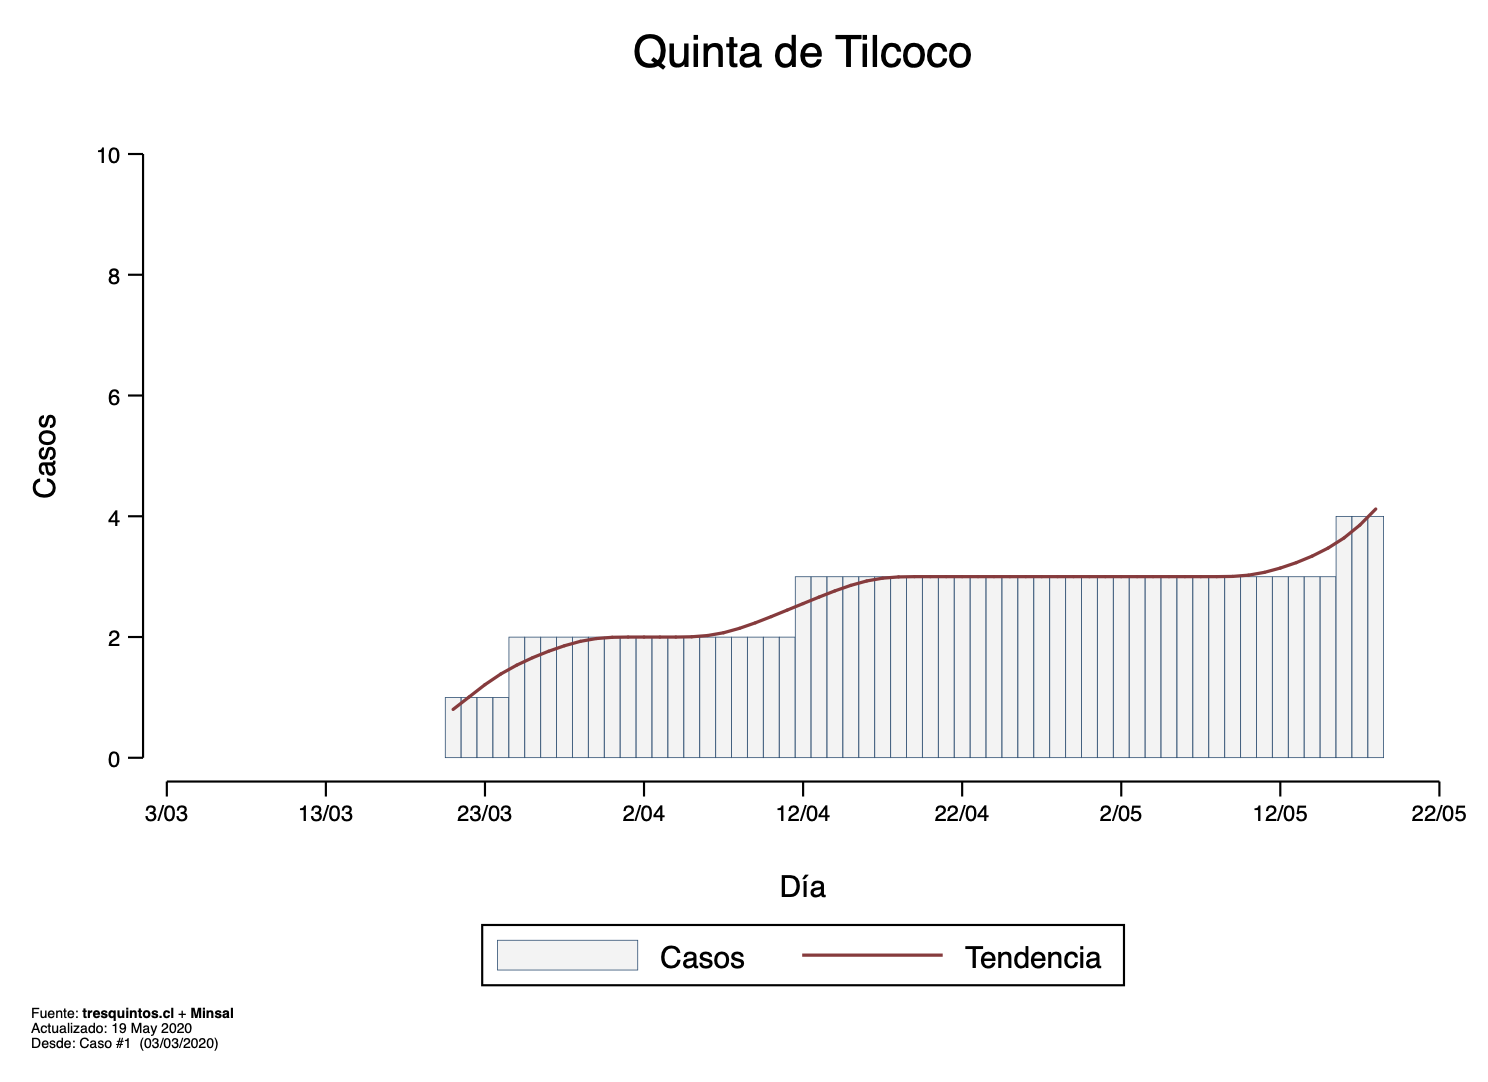 Quinta de Tilcoco
10
8
6
4
2
0
Casos
3/03
13/03
23/03
2/04
12/04
22/04
2/05
12/05
22/05
Día
Casos
Tendencia
Fuente: tresquintos.cl + Minsal
Actualizado: 19 May 2020
Desde: Caso #1 (03/03/2020)